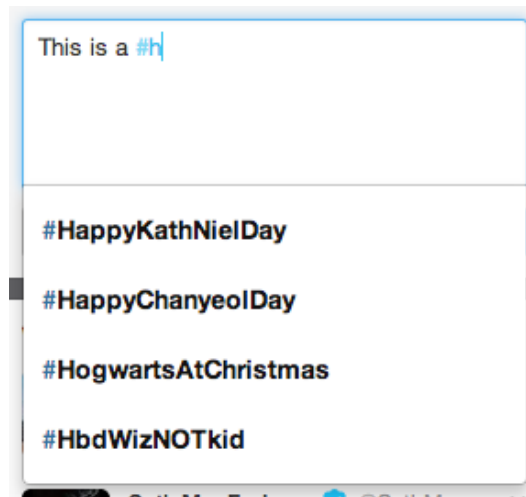 This is a #h
#HappyKathNielDay
#HappyChanyeolDay
#HogwartsAtChristmas
#HbdWizNOTkid